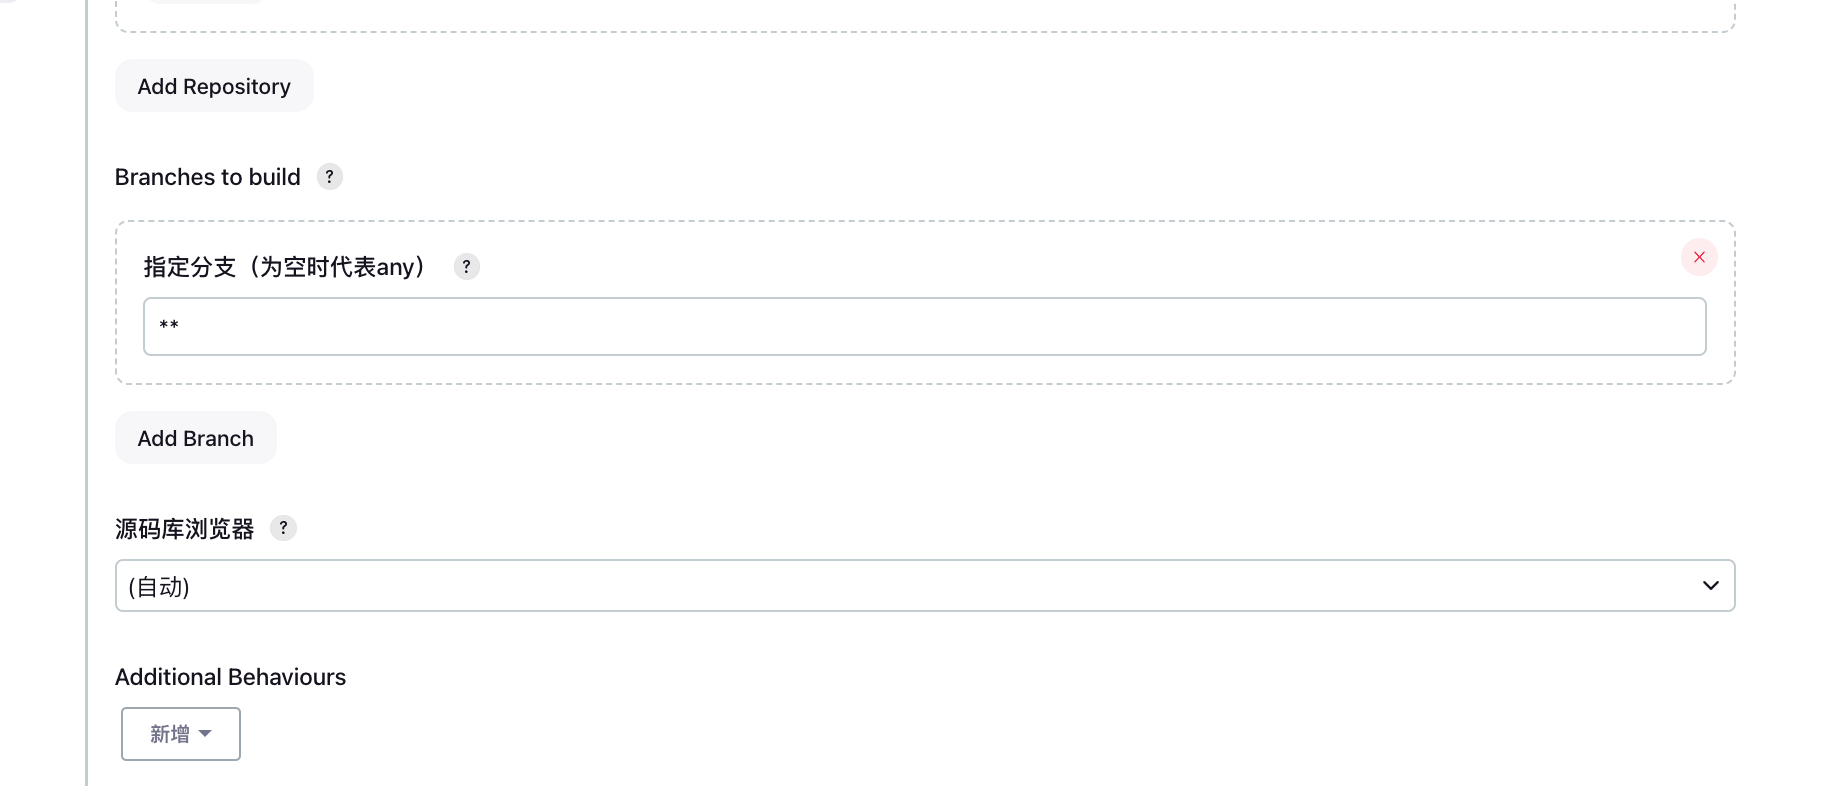 Add Repository
Branches to build ?
指定分支（为空时代表any） ?
**
Add Branch
源码库浏览器 ?
(自动)
Additional Behaviours
新增